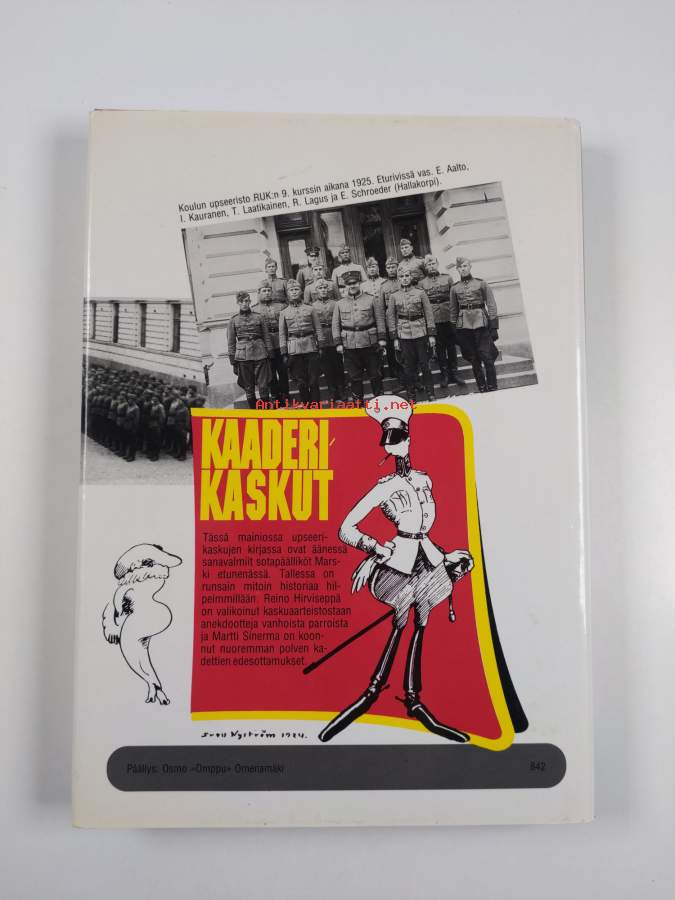 Koulun upseeristo RUK:n 9. kurssin aikana 1925. Eturivissä vas. E. Aalto,
I. Kauranen, T. Laatikainen, R. Lagus ja E. Schroeder (Hallakorpi).
Antikvariaatti.net
KAADERI
KASKUT
Tässä mainiossa upseeri-
kaskujen kirjassa ovat äänessä
sanavalmiit sotapäälliköt Mars-
ki etunenässä. Tallessa on
runsain mitoin historiaa hil-
peimmillään. Reino Hirviseppä
on valikoinut kaskuaarteistostaan
anekdootteja vanhoista parroista
ja Martti Sinerma on koon-
nut nuoremman polven ka-
dettien edesottamukset.
Sven Nyström 1924.
Päällys: Osmo »Omppu» Omenamäki
842